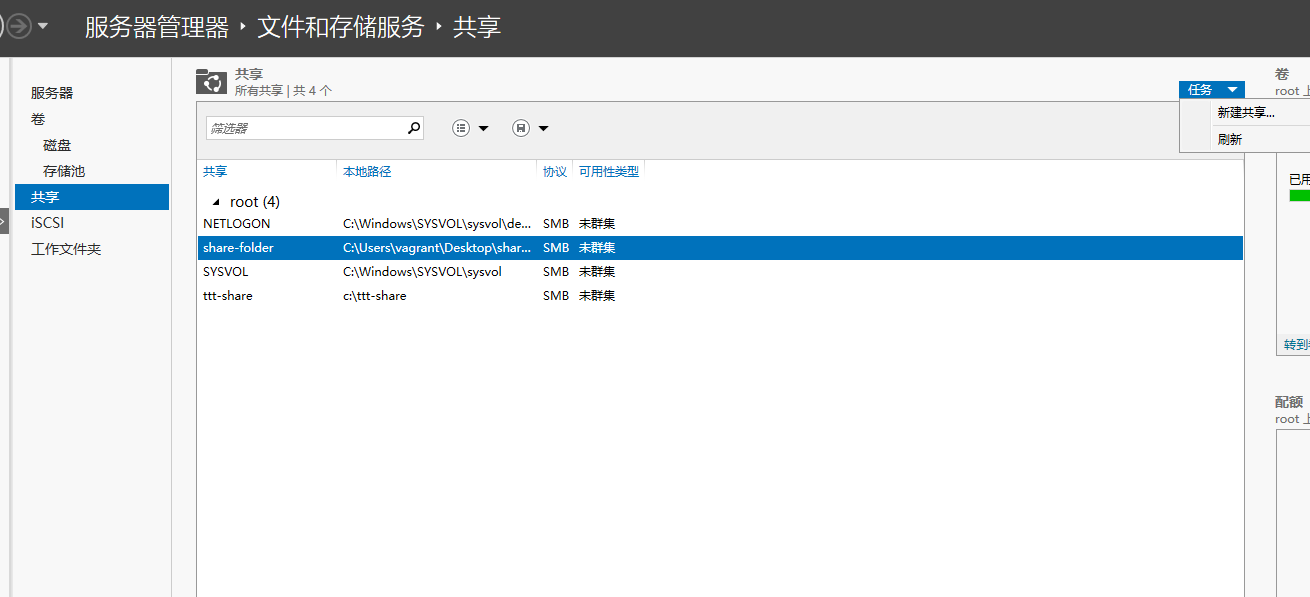 服务器管理器 ‣ 文件和存储服务 ‣ 共享
服务器
卷
磁盘
存储池
共享
iSCSI
工作文件夹
共享
所有共享 | 共 4 个
任务
新建共享...
刷新
筛选器
共享 本地路径 协议 可用性类型
root (4)
NETLOGON C:\Windows\SYSVOL\sysvol\de... SMB 未群集
share-folder C:\Users\vagrant\Desktop\shar... SMB 未群集
SYSVOL C:\Windows\SYSVOL\sysvol SMB 未群集
ttt-share c:\ttt-share SMB 未群集
卷
root 上
已用
转到
配额
root 上